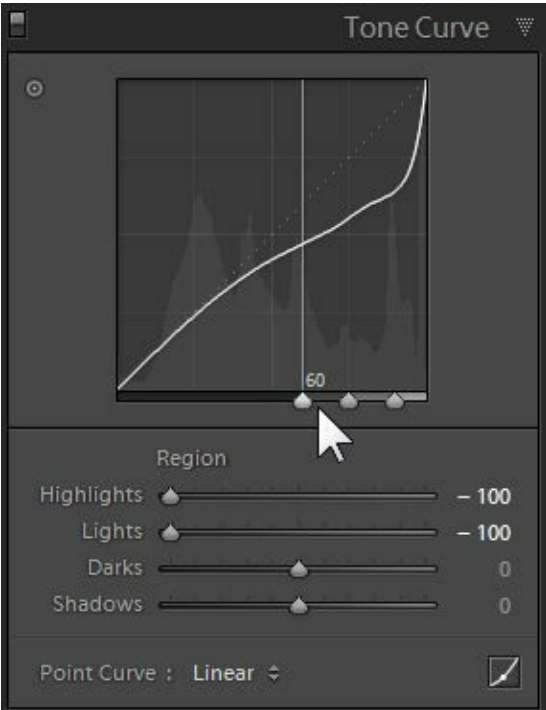 Tone Curve
60
Region
Highlights – 100
Lights – 100
Darks 0
Shadows 0
Point Curve : Linear